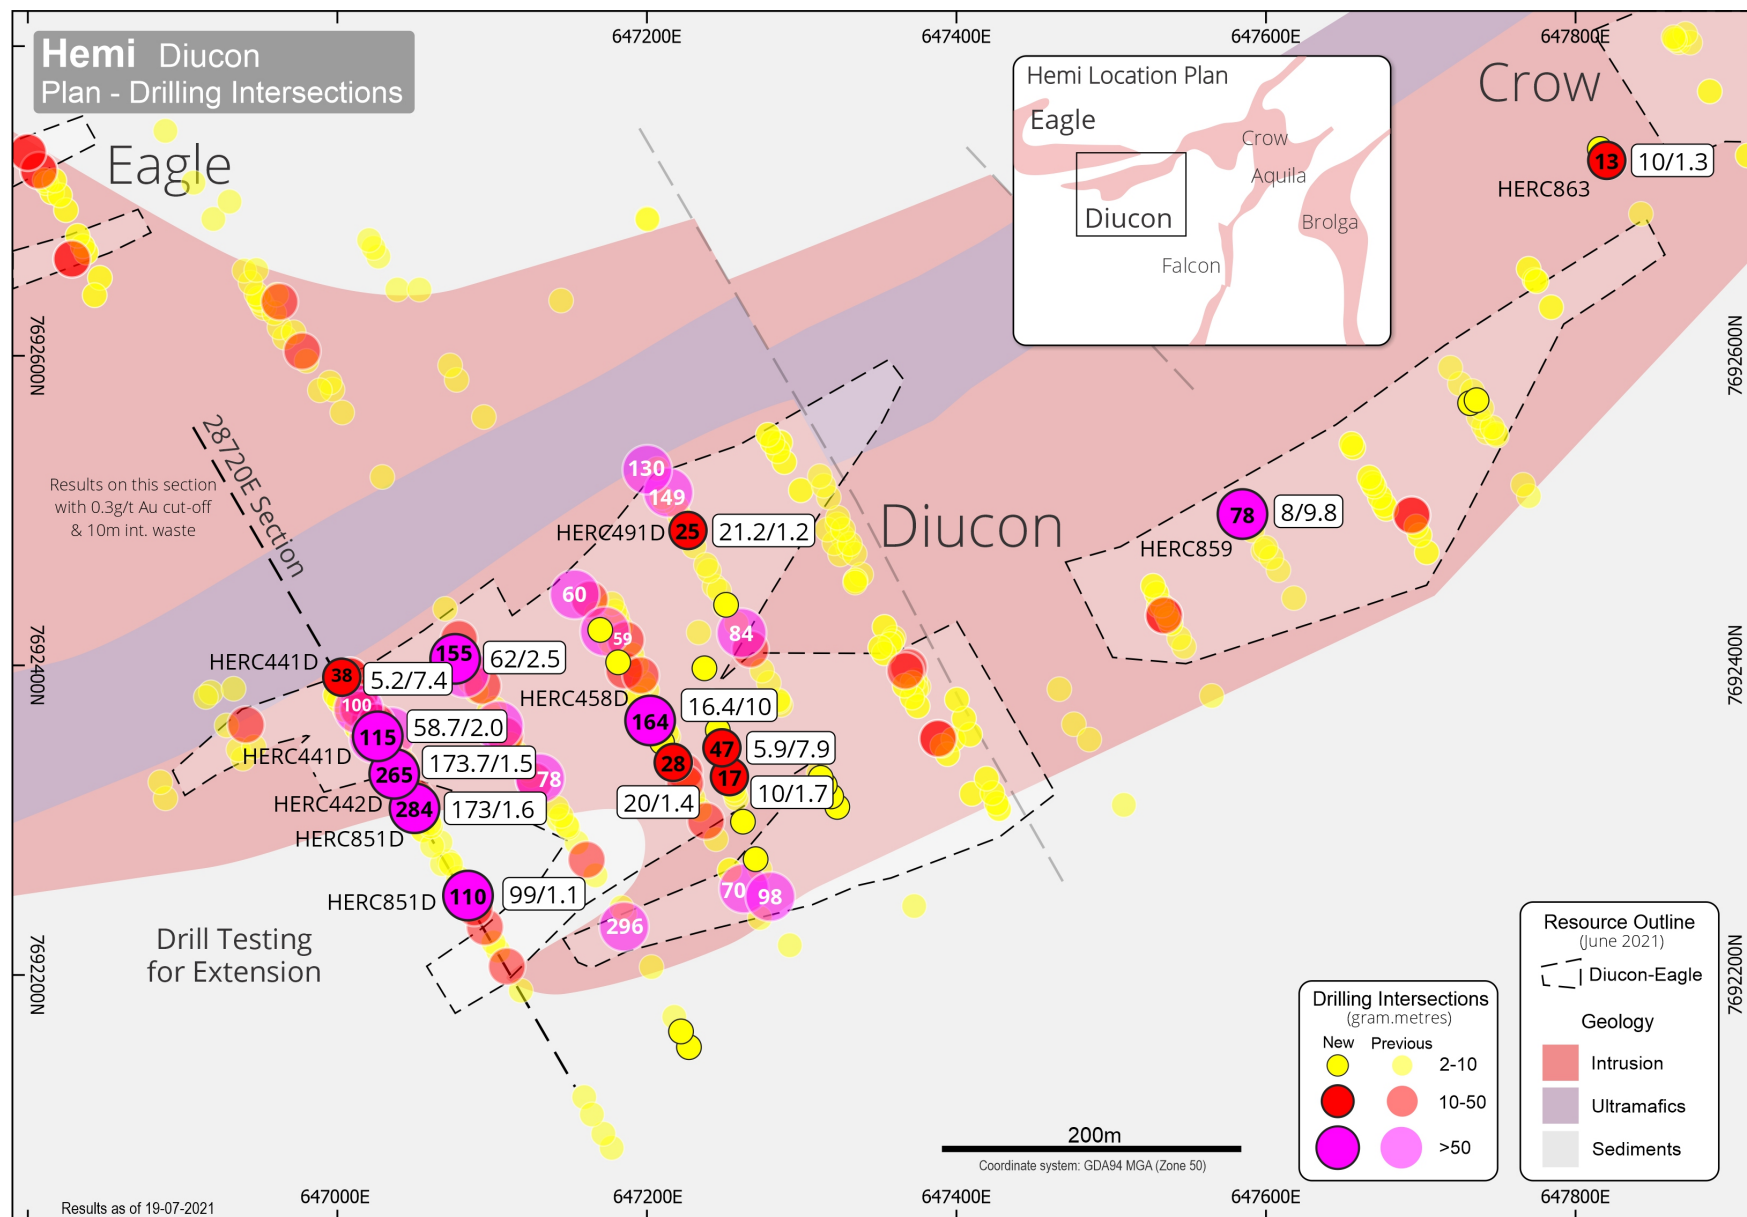 Hemi Diucon
Plan - Drilling Intersections
647200E
647400E
647600E
647800E
Hemi Location Plan
Eagle
Crow
Aquila
Diucon
Brolga
Falcon
Crow
13
10/1.3
HERC863
Eagle
7692600N
7692600N
28720E Section
Results on this section
with 0.3g/t Au cut-off
& 10m int. waste
130
149
HERC491D
25
21.2/1.2
Diucon
78
8/9.8
HERC859
60
59
84
7692400N
7692400N
HERC441D
38
5.2/7.4
155
62/2.5
HERC458D
164
16.4/10
100
115
58.7/2.0
HERC441D
47
5.9/7.9
28
17
265
173.7/1.5
78
10/1.7
20/1.4
HERC442D
284
173/1.6
HERC851D
110
99/1.1
HERC851D
70
98
296
Drill Testing
for Extension
7692200N
7692200N
Resource Outline
(June 2021)
Diucon-Eagle
Geology
Intrusion
Ultramafics
Sediments
Drilling Intersections
(gram.metres)
New Previous
2-10
10-50
>50
200m
Coordinate system: GDA94 MGA (Zone 50)
647000E
647200E
647400E
647600E
647800E
Results as of 19-07-2021